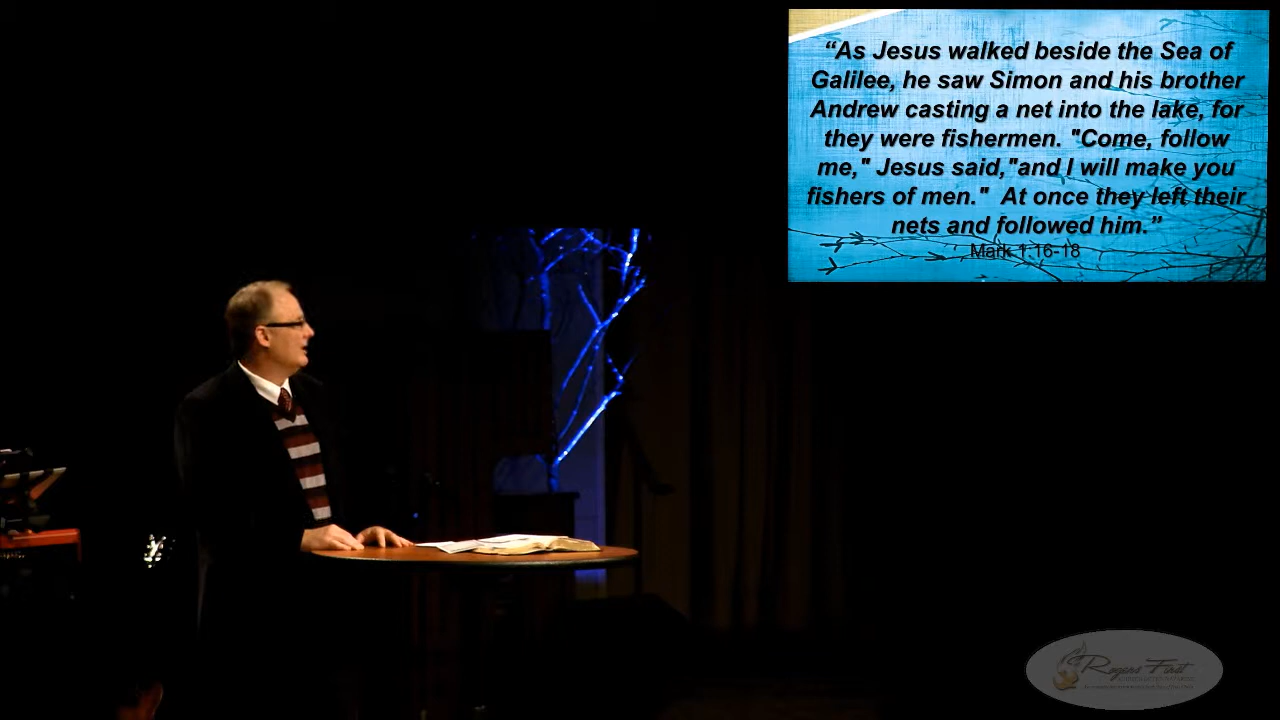 “As Jesus walked beside the Sea of
Galilee, he saw Simon and his brother
Andrew casting a net into the lake, for
they were fishermen. "Come, follow
me," Jesus said,"and I will make you
fishers of men."  At once they left their
nets and followed him.”
Mark 1:16-18
Rogers First